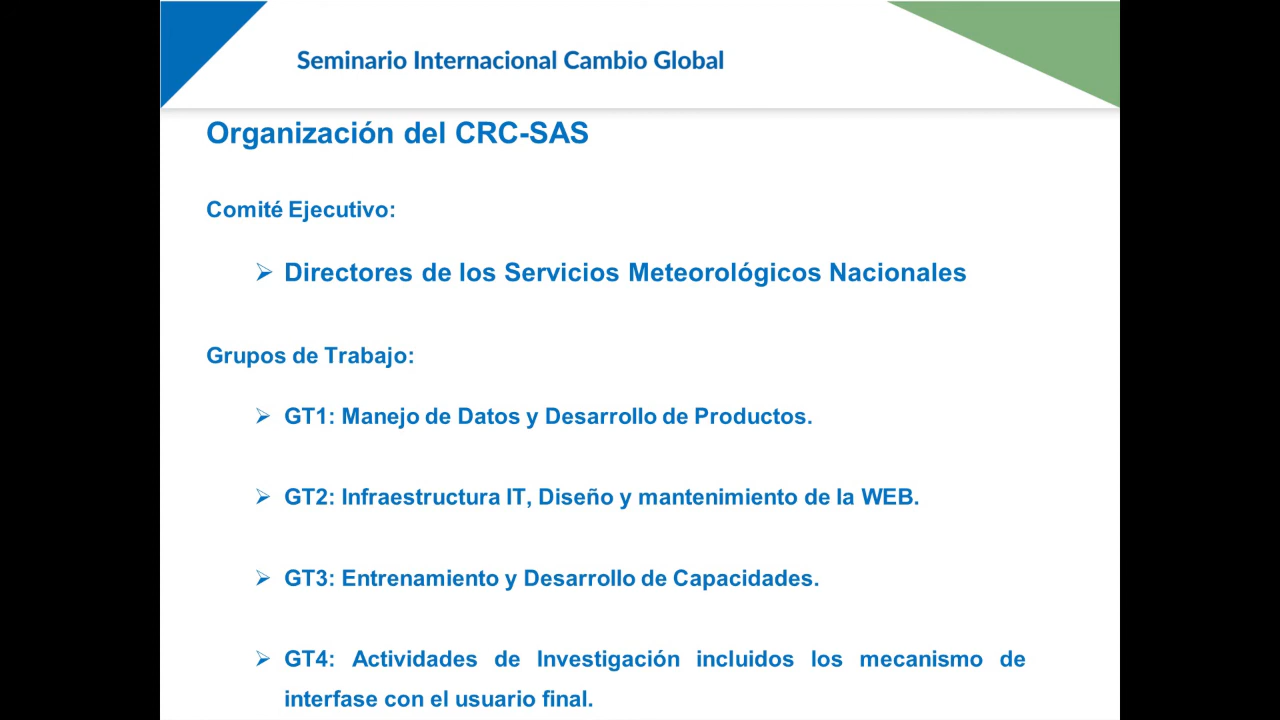 Seminario Internacional Cambio Global
Organización del CRC-SAS
Comité Ejecutivo:
➢ Directores de los Servicios Meteorológicos Nacionales
Grupos de Trabajo:
➢ GT1: Manejo de Datos y Desarrollo de Productos.
➢ GT2: Infraestructura IT, Diseño y mantenimiento de la WEB.
➢ GT3: Entrenamiento y Desarrollo de Capacidades.
➢ GT4: Actividades de Investigación incluidos los mecanismo de
interfase con el usuario final.